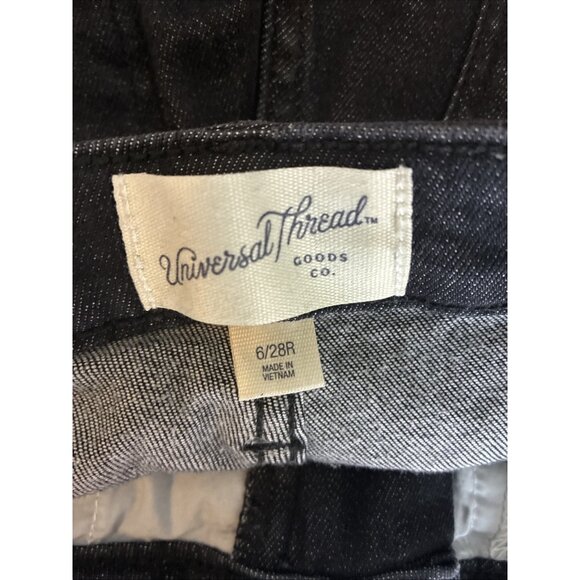 Universal Thread™
GOODS
CO.
6/28R
MADE IN
VIETNAM